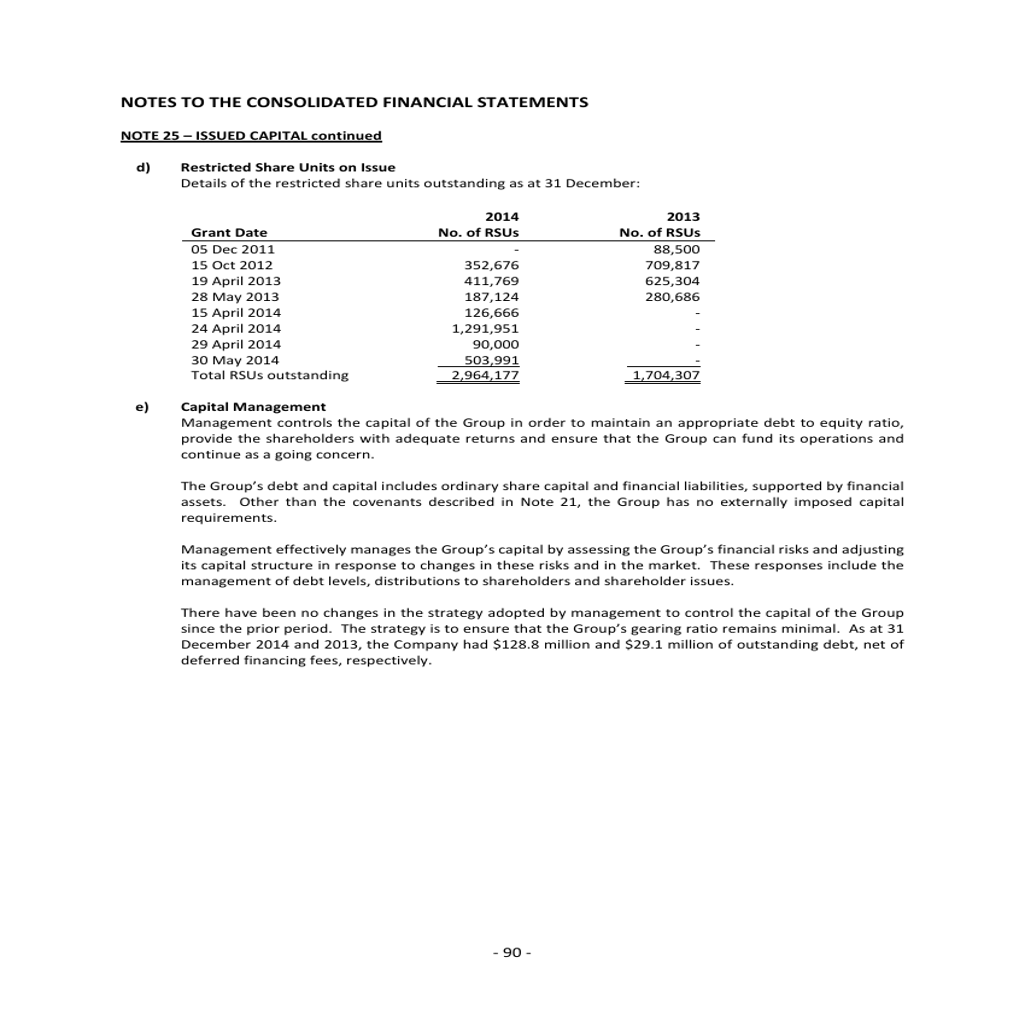 NOTES TO THE CONSOLIDATED FINANCIAL STATEMENTS
NOTE 25 – ISSUED CAPITAL continued
d) Restricted Share Units on Issue
Details of the restricted share units outstanding as at 31 December:
2014 2013
Grant Date No. of RSUs No. of RSUs
05 Dec 2011 - 88,500
15 Oct 2012 352,676 709,817
19 April 2013 411,769 625,304
28 May 2013 187,124 280,686
15 April 2014 126,666 -
24 April 2014 1,291,951 -
29 April 2014 90,000 -
30 May 2014 503,991 -
Total RSUs outstanding 2,964,177 1,704,307
e) Capital Management
Management controls the capital of the Group in order to maintain an appropriate debt to equity ratio,
provide the shareholders with adequate returns and ensure that the Group can fund its operations and
continue as a going concern.
The Group’s debt and capital includes ordinary share capital and financial liabilities, supported by financial
assets. Other than the covenants described in Note 21, the Group has no externally imposed capital
requirements.
Management effectively manages the Group’s capital by assessing the Group’s financial risks and adjusting
its capital structure in response to changes in these risks and in the market. These responses include the
management of debt levels, distributions to shareholders and shareholder issues.
There have been no changes in the strategy adopted by management to control the capital of the Group
since the prior period. The strategy is to ensure that the Group’s gearing ratio remains minimal. As at 31
December 2014 and 2013, the Company had $128.8 million and $29.1 million of outstanding debt, net of
deferred financing fees, respectively.
- 90 -